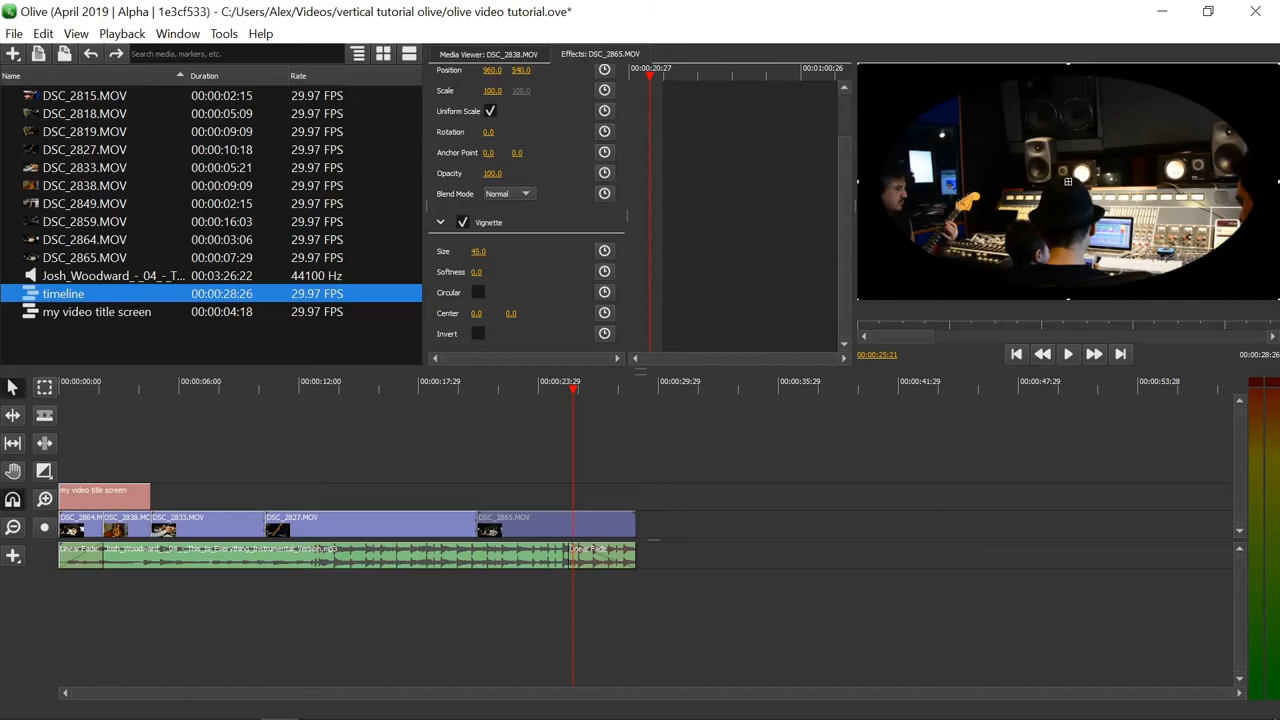 Olive (April 2019 | Alpha | 1e3cf533) - C:/Users/Alex/Videos/vertical tutorial olive/olive video tutorial.ove*
File Edit View Playback Window Tools Help
Search media, markers, etc.
Media Viewer: DSC_2838.MOV
Effects: DSC_2865.MOV
Name Duration Rate
DSC_2815.MOV 00:00:02:15 29.97 FPS
DSC_2818.MOV 00:00:05:09 29.97 FPS
DSC_2819.MOV 00:00:09:09 29.97 FPS
DSC_2827.MOV 00:00:10:18 29.97 FPS
DSC_2833.MOV 00:00:05:21 29.97 FPS
DSC_2838.MOV 00:00:09:09 29.97 FPS
DSC_2849.MOV 00:00:02:15 29.97 FPS
DSC_2859.MOV 00:00:16:03 29.97 FPS
DSC_2864.MOV 00:00:03:06 29.97 FPS
DSC_2865.MOV 00:00:07:29 29.97 FPS
Josh_Woodward_-_04_-_T... 00:03:26:22 44100 Hz
timeline 00:00:28:26 29.97 FPS
my video title screen 00:00:04:18 29.97 FPS
Position 960.0 540.0
Scale 100.0 100.0
Uniform Scale
Rotation 0.0
Anchor Point 0.0 0.0
Opacity 100.0
Blend Mode Normal
Vignette
Size 45.0
Softness 0.0
Circular
Center 0.0 0.0
Invert
00:00:20:27 00:01:00:26
00:00:25:21 00:00:28:26
00:00:00:00 00:00:06:00 00:00:12:00 00:00:17:29 00:00:23:29 00:00:29:29 00:00:35:29 00:00:41:29 00:00:47:29 00:00:53:28
my video title screen
DSC_2864.M DSC_2838.MC DSC_2833.MOV DSC_2827.MOV DSC_2865.MOV
Linear Fade Josh_Woodward_-_04_-_This_Is_Everything_Instrumental_Version.mp3 Linear Fade